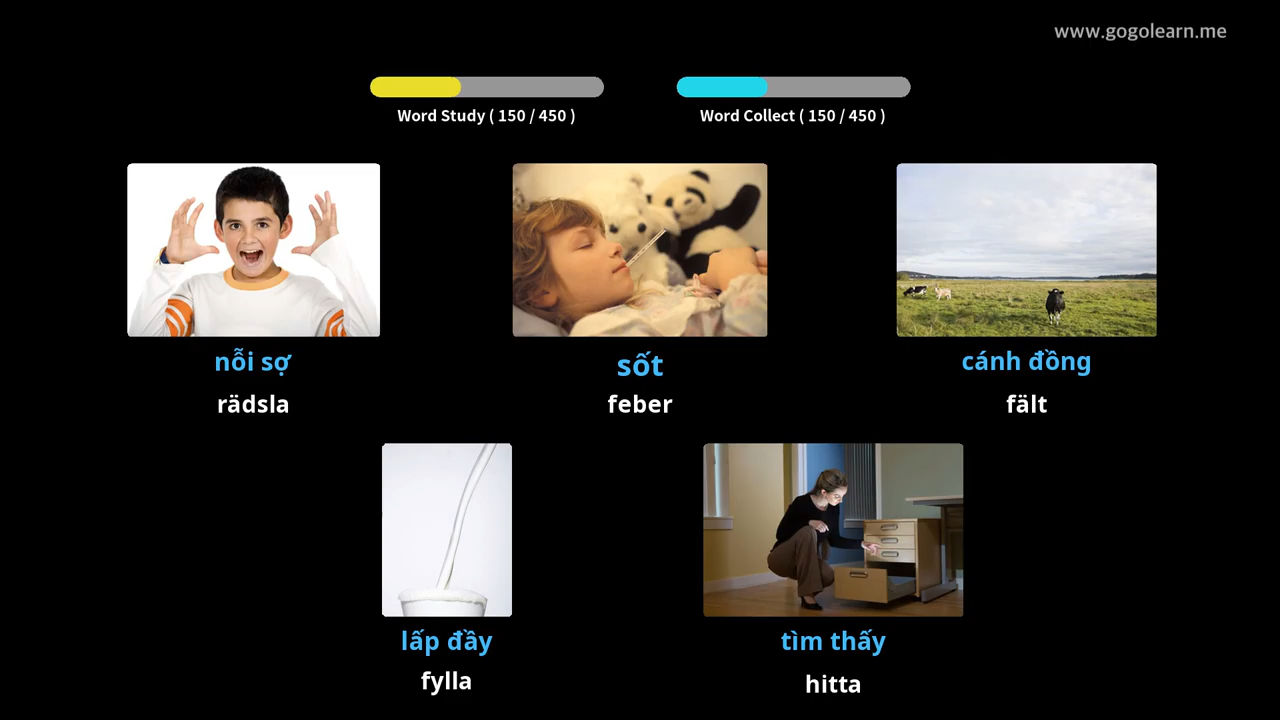 www.gogolearn.me
Word Study ( 150 / 450 )
Word Collect ( 150 / 450 )
nỗi sợ
rädsla
sốt
feber
cánh đồng
fält
lấp đầy
fylla
tìm thấy
hitta